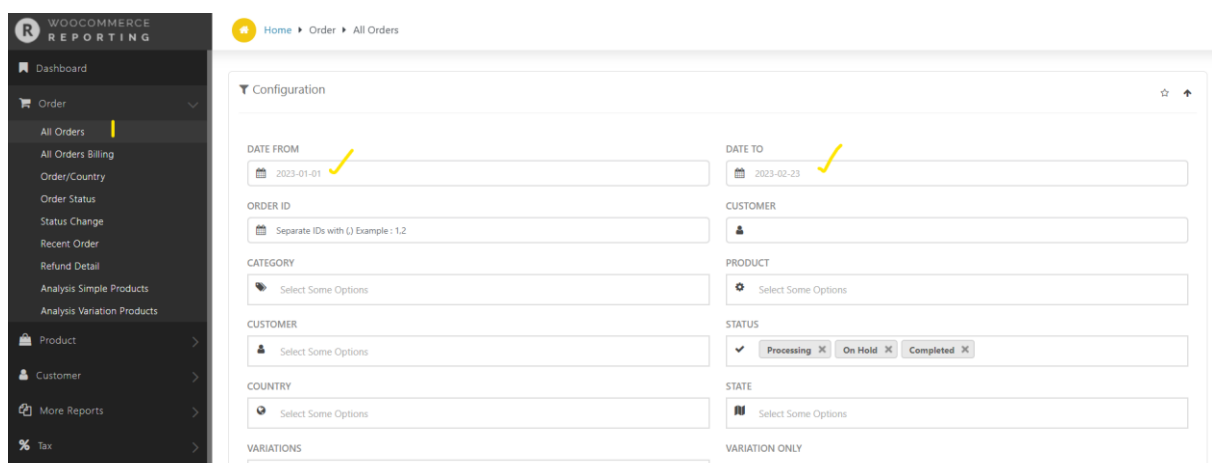 R WOOCOMMERCE
REPORTING
Home ▸ Order ▸ All Orders
Dashboard
Order
All Orders
All Orders Billing
Order/Country
Order Status
Status Change
Recent Order
Refund Detail
Analysis Simple Products
Analysis Variation Products
Product
Customer
More Reports
% Tax
Configuration
DATE FROM
2023-01-01
DATE TO
2023-02-23
ORDER ID
Separate IDs with (,) Example : 1,2
CUSTOMER
CATEGORY
Select Some Options
PRODUCT
Select Some Options
CUSTOMER
Select Some Options
STATUS
Processing ✕ On Hold ✕ Completed ✕
COUNTRY
Select Some Options
STATE
Select Some Options
VARIATIONS
VARIATION ONLY